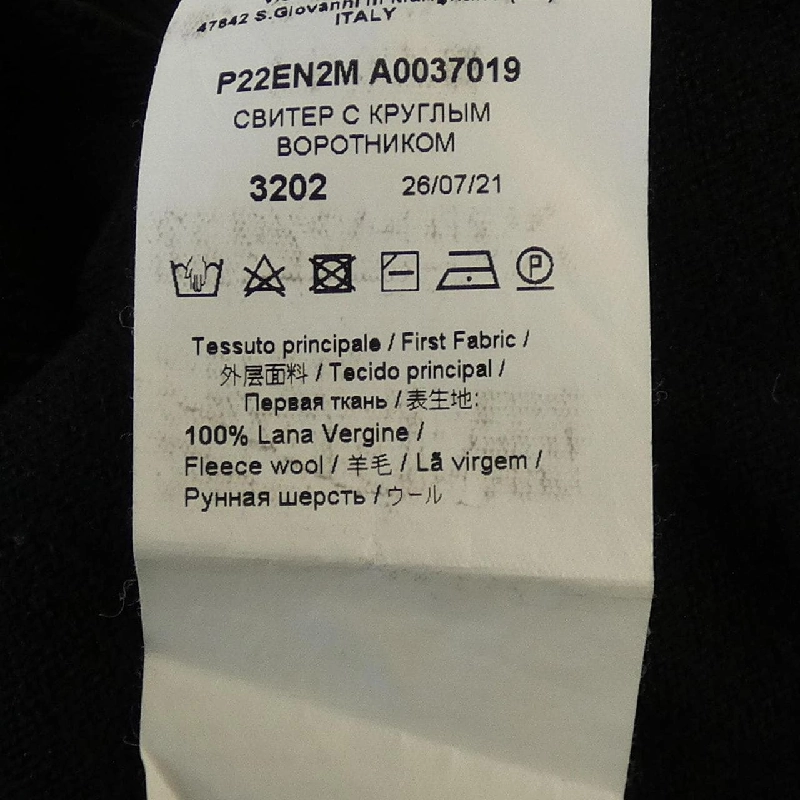 47842 S.Giovanni in
ITALY
P22EN2M A0037019
СВИТЕР С КРУГЛЫМ
ВОРОТНИКОМ
3202 26/07/21
P
Tessuto principale / First Fabric /
外层面料 / Tecido principal /
Первая ткань / 表生地:
100% Lana Vergine /
Fleece wool / 羊毛 / Lã virgem /
Рунная шерсть / ウール